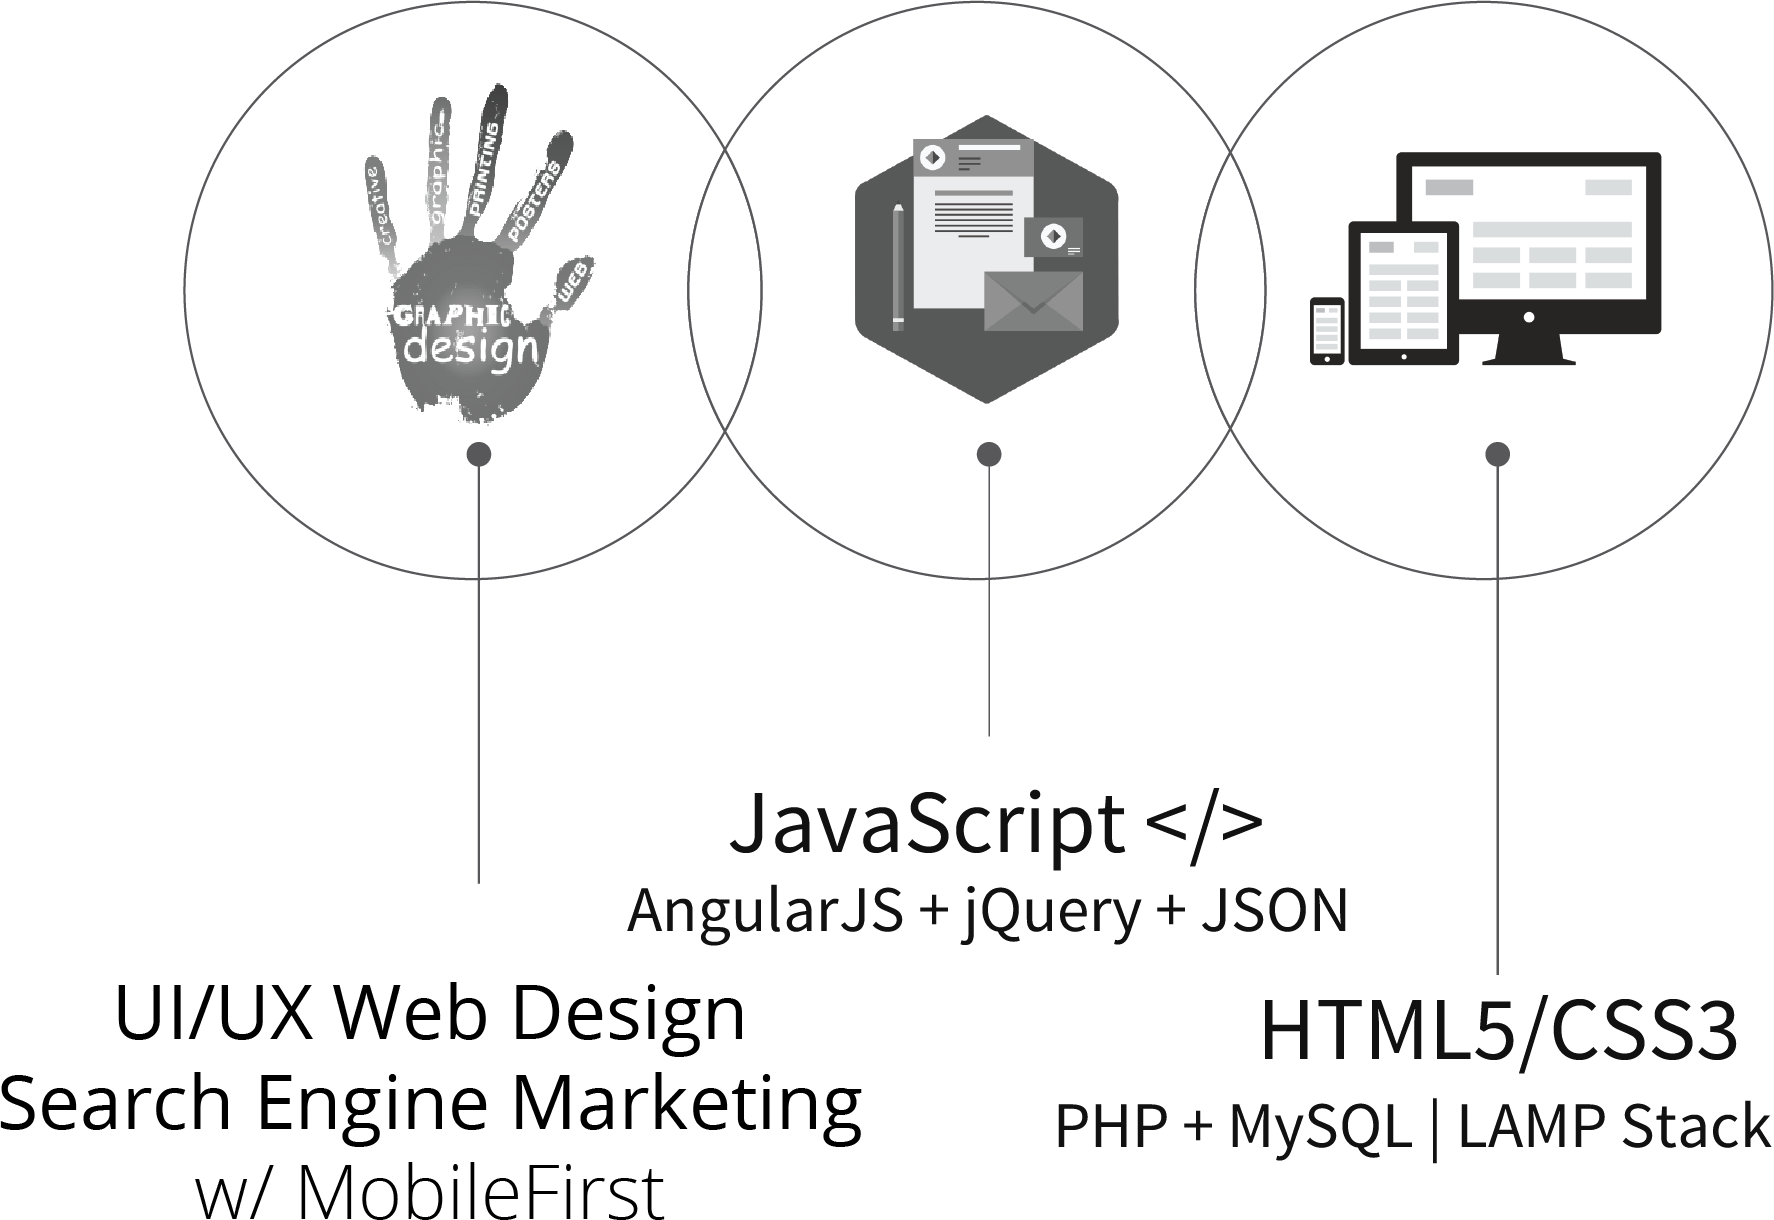 creative
graphic
PRINTING
POSTERS
WEB
GRAPHIC
design
JavaScript </>
AngularJS + jQuery + JSON
UI/UX Web Design
Search Engine Marketing
w/ MobileFirst
HTML5/CSS3
PHP + MySQL | LAMP Stack